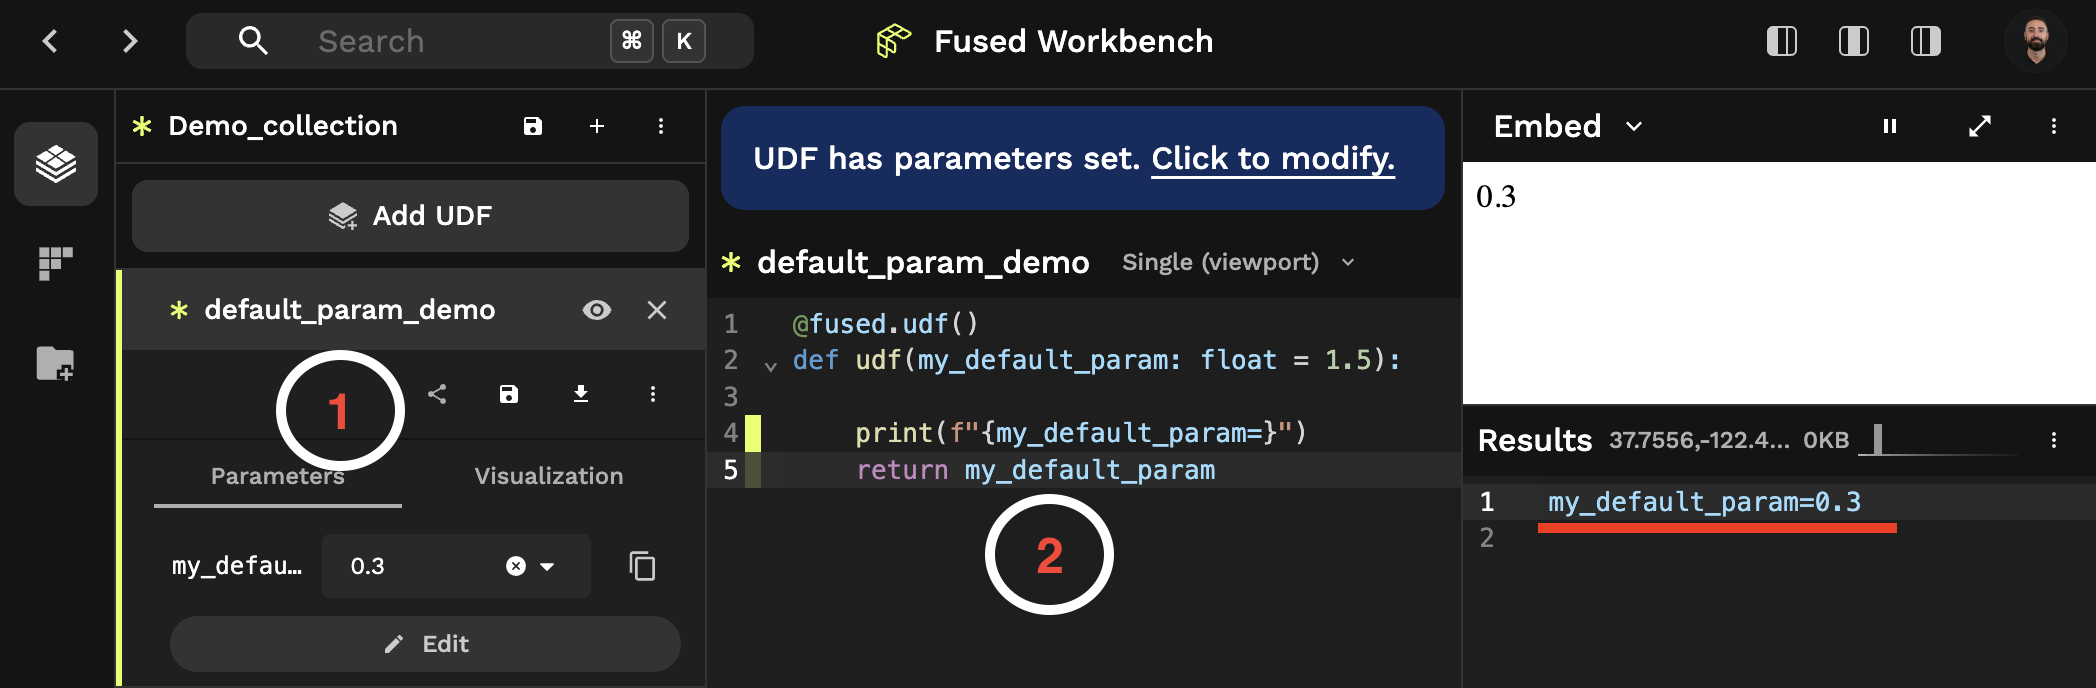 Search ⌘ K
Fused Workbench
Demo_collection
Add UDF
default_param_demo
1
Parameters Visualization
my_defau... 0.3
Edit
UDF has parameters set. Click to modify.
default_param_demo Single (viewport)
1 @fused.udf()
2 def udf(my_default_param: float = 1.5):
3
4 print(f"{my_default_param=}")
5 return my_default_param
2
Embed
0.3
Results 37.7556,-122.4... 0KB
1 my_default_param=0.3
2